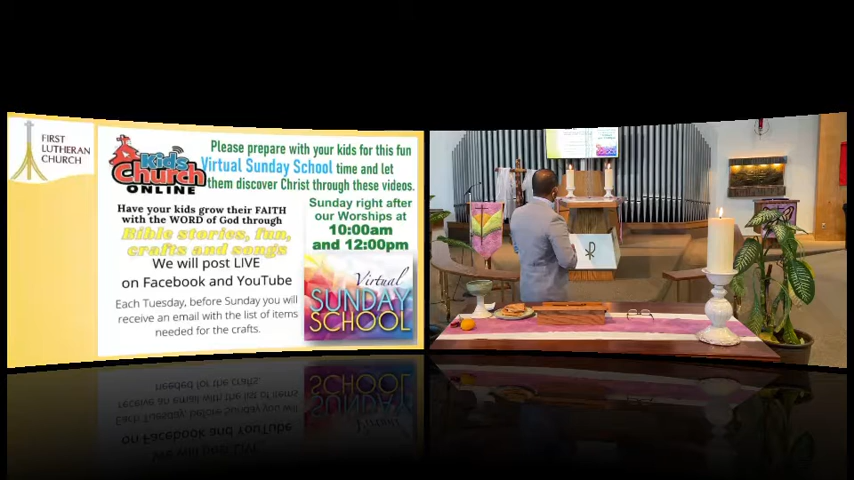 FIRST
LUTHERAN
CHURCH
Kids
Church
ONLINE
Please prepare with your kids for this fun
Virtual Sunday School time and let
them discover Christ through these videos.
Have your kids grow their FAITH
with the WORD of God through
Bible stories, fun,
crafts and songs
We will post LIVE
on Facebook and YouTube
Each Tuesday, before Sunday you will
receive an email with the list of items
needed for the crafts.
Sunday right after
our Worships at
10:00am
and 12:00pm
Virtual
SUNDAY
SCHOOL